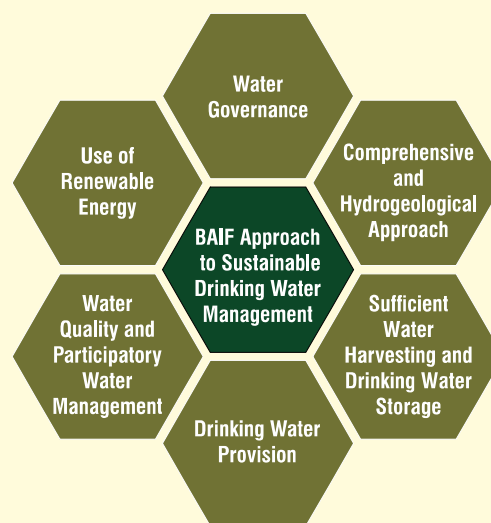 Water
Governance
Comprehensive
and
Hydrogeological
Approach
Sufficient
Water
Harvesting and
Drinking Water
Storage
Drinking Water
Provision
Water
Quality and
Participatory
Water
Management
Use of
Renewable
Energy
BAIF Approach
to Sustainable
Drinking Water
Management